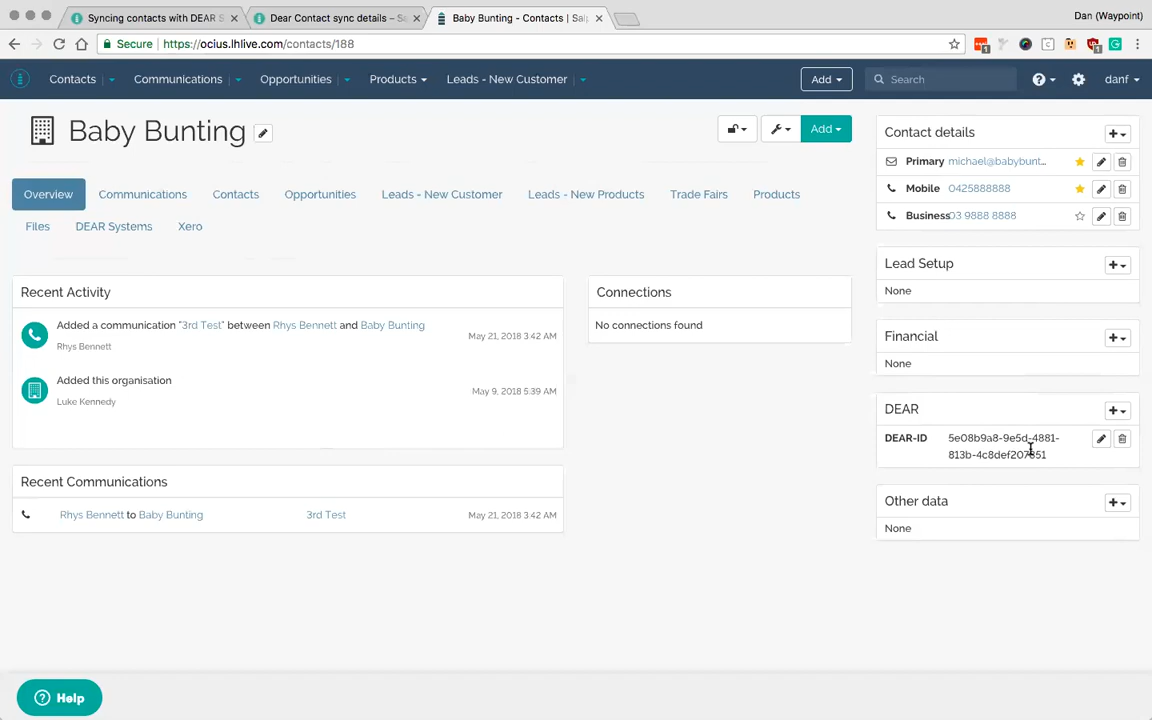 Syncing contacts with DEAR S
Dear Contact sync details – Sa
Baby Bunting - Contacts | Sal
Dan (Waypoint)
Secure
https://ocius.lhlive.com/contacts/188
Contacts
Communications
Opportunities
Products
Leads - New Customer
Add
Search
danf
Baby Bunting
Add
Overview
Communications
Contacts
Opportunities
Leads - New Customer
Leads - New Products
Trade Fairs
Products
Files
DEAR Systems
Xero
Recent Activity
Added a communication "3rd Test" between Rhys Bennett and Baby Bunting
May 21, 2018 3:42 AM
Rhys Bennett
Added this organisation
May 9, 2018 5:39 AM
Luke Kennedy
Recent Communications
Rhys Bennett to Baby Bunting
3rd Test
May 21, 2018 3:42 AM
Connections
No connections found
Contact details
Primary michael@babybunt...
Mobile 0425888888
Business 03 9888 8888
Lead Setup
None
Financial
None
DEAR
DEAR-ID 5e08b9a8-9e5d-4881-
Other data
None
Help